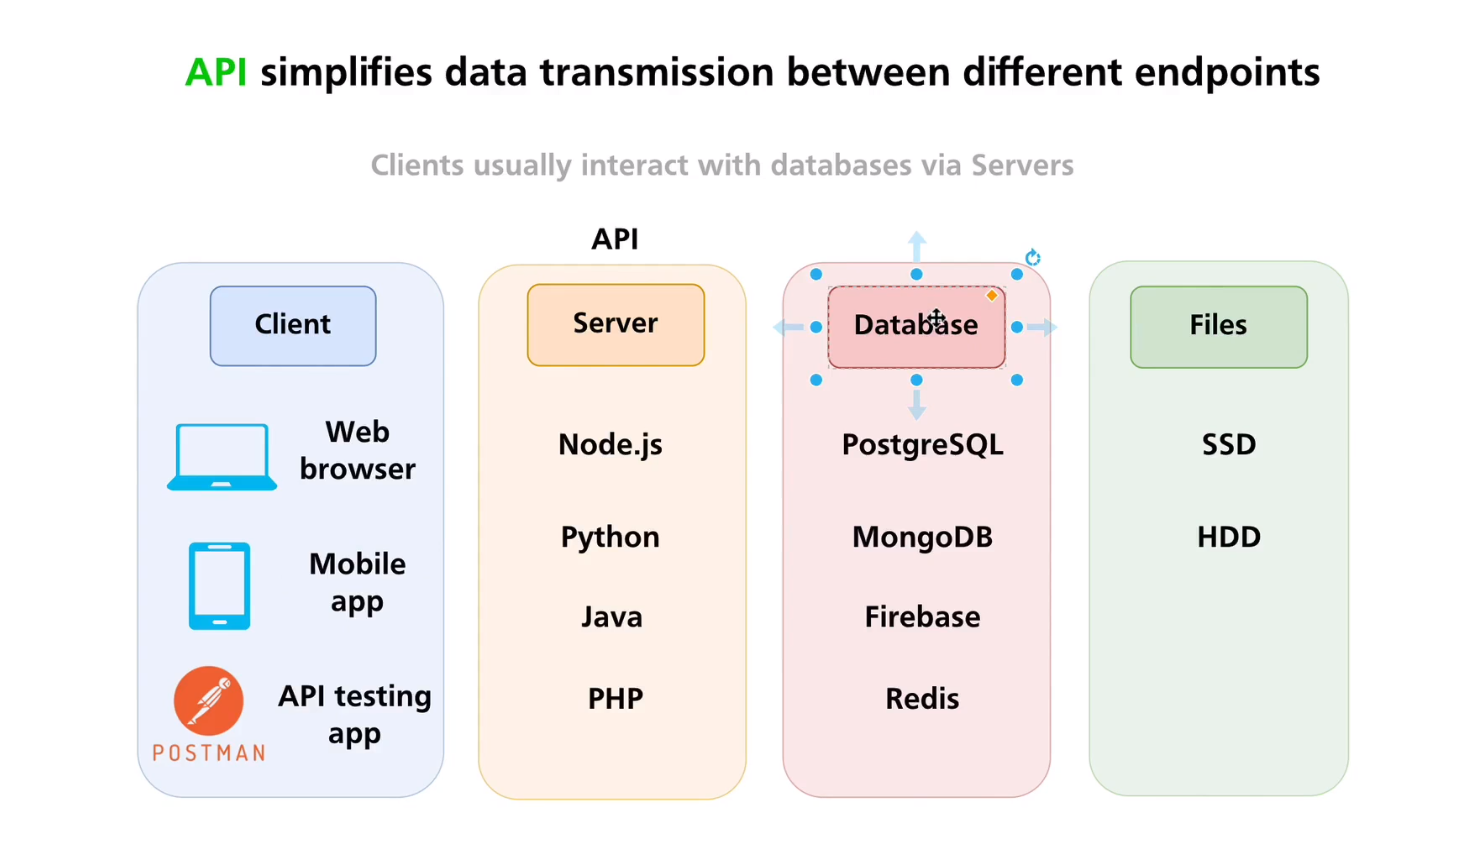 API simplifies data transmission between different endpoints
Clients usually interact with databases via Servers
API
Client
Server
Database
Files
Web
browser
Node.js
PostgreSQL
SSD
Mobile
app
Python
MongoDB
HDD
Java
Firebase
API testing
app
POSTMAN
PHP
Redis